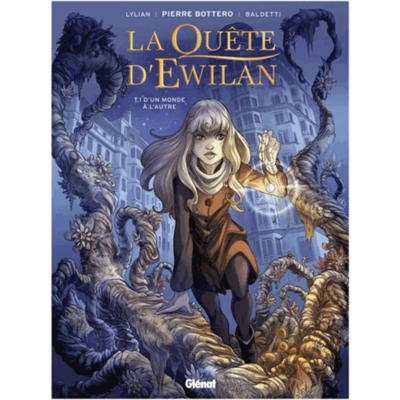 LYLIAN PIERRE BOTTERO BALDETTI
LA QUÊTE
D'EWILAN
T.1 D'UN MONDE
À L'AUTRE
Glénat